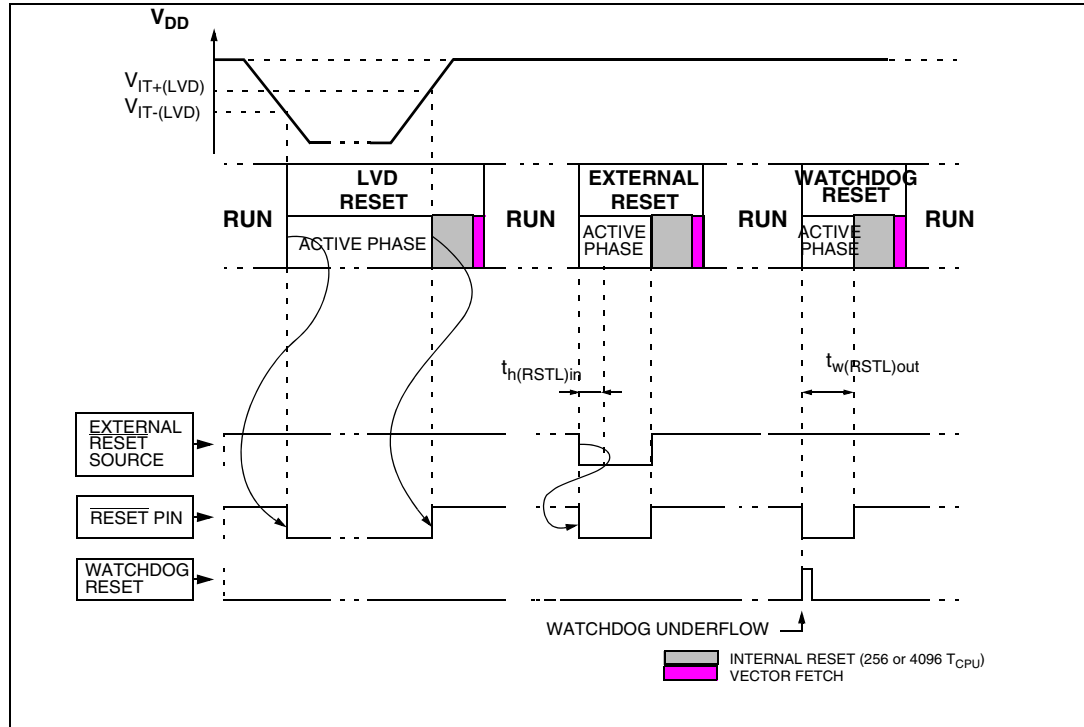 VDD
VIT+(LVD)
VIT-(LVD)
LVD
RESET
EXTERNAL
RESET
WATCHDOG
RESET
RUN
RUN
RUN
RUN
ACTIVE PHASE
ACTIVE
PHASE
ACTIVE
PHASE
th(RSTL)in
tw(RSTL)out
EXTERNAL
RESET
SOURCE
RESET PIN
WATCHDOG
RESET
WATCHDOG UNDERFLOW
INTERNAL RESET (256 or 4096 TCPU)
VECTOR FETCH